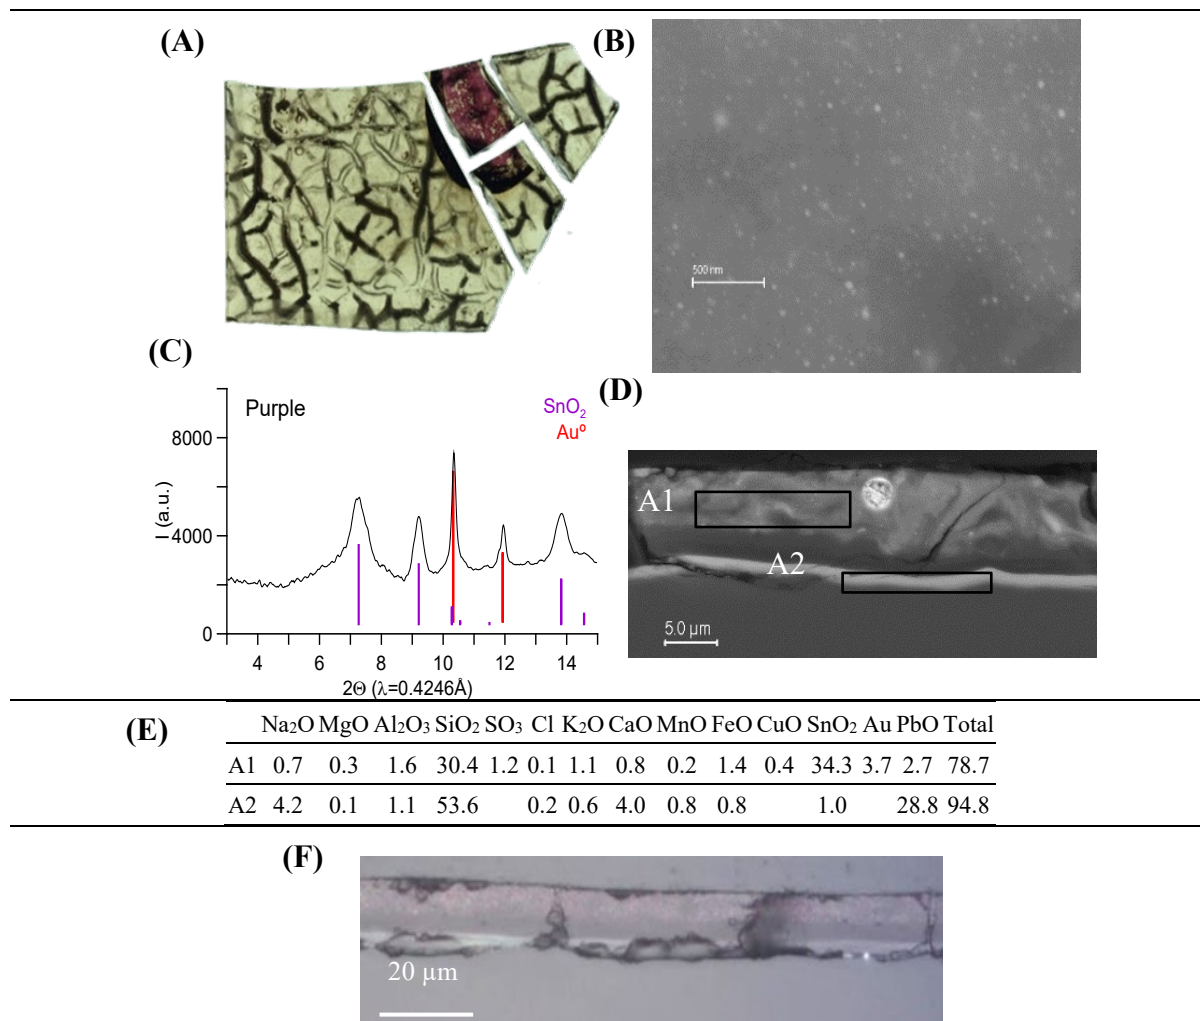 (A)
(B)
500 nm
(C)
Purple
SnO₂
Au⁰
8000
4000
0
I (a.u.)
4 6 8 10 12 14
2Θ (λ=0.4246Å)
(D)
A1
A2
5.0 µm
(E)
Na₂O MgO Al₂O₃ SiO₂ SO₃ Cl K₂O CaO MnO FeO CuO SnO₂ Au PbO Total
A1 0.7 0.3 1.6 30.4 1.2 0.1 1.1 0.8 0.2 1.4 0.4 34.3 3.7 2.7 78.7
A2 4.2 0.1 1.1 53.6 0.2 0.6 4.0 0.8 0.8 1.0 28.8 94.8
(F)
20 µm